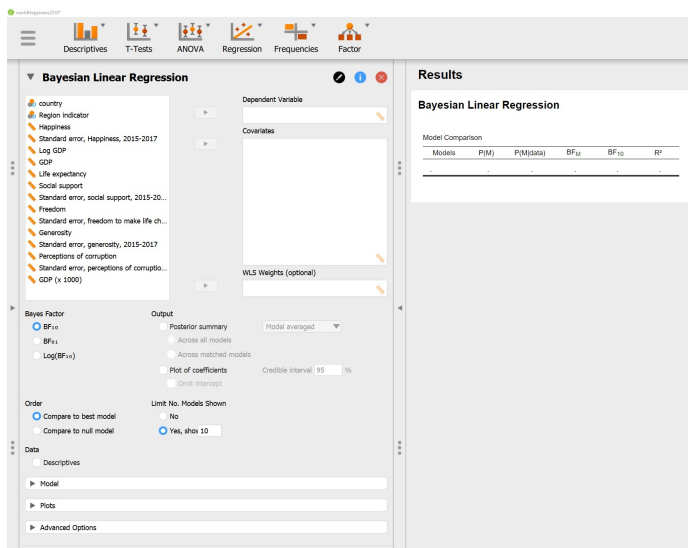 worldHappiness2015*
Descriptives T-Tests ANOVA Regression Frequencies Factor
Bayesian Linear Regression
country
Region indicator
Happiness
Standard error, Happiness, 2015-2017
Log GDP
GDP
Life expectancy
Social support
Standard error, social support, 2015-20...
Freedom
Standard error, freedom to make life ch...
Generosity
Standard error, generosity, 2015-2017
Perceptions of corruption
Standard error, perceptions of corruptio...
GDP (x 1000)
Dependent Variable
Covariates
WLS Weights (optional)
Bayes Factor
BF₁₀
BF₀₁
Log(BF₁₀)
Output
Posterior summary Model averaged
Across all models
Across matched models
Plot of coefficients Credible interval 95 %
Omit intercept
Order
Compare to best model
Compare to null model
Limit No. Models Shown
No
Yes, show 10
Data
Descriptives
Model
Plots
Advanced Options
Results
Bayesian Linear Regression
Model Comparison
Models P(M) P(M|data) BF_M BF₁₀ R²
. . . . . .